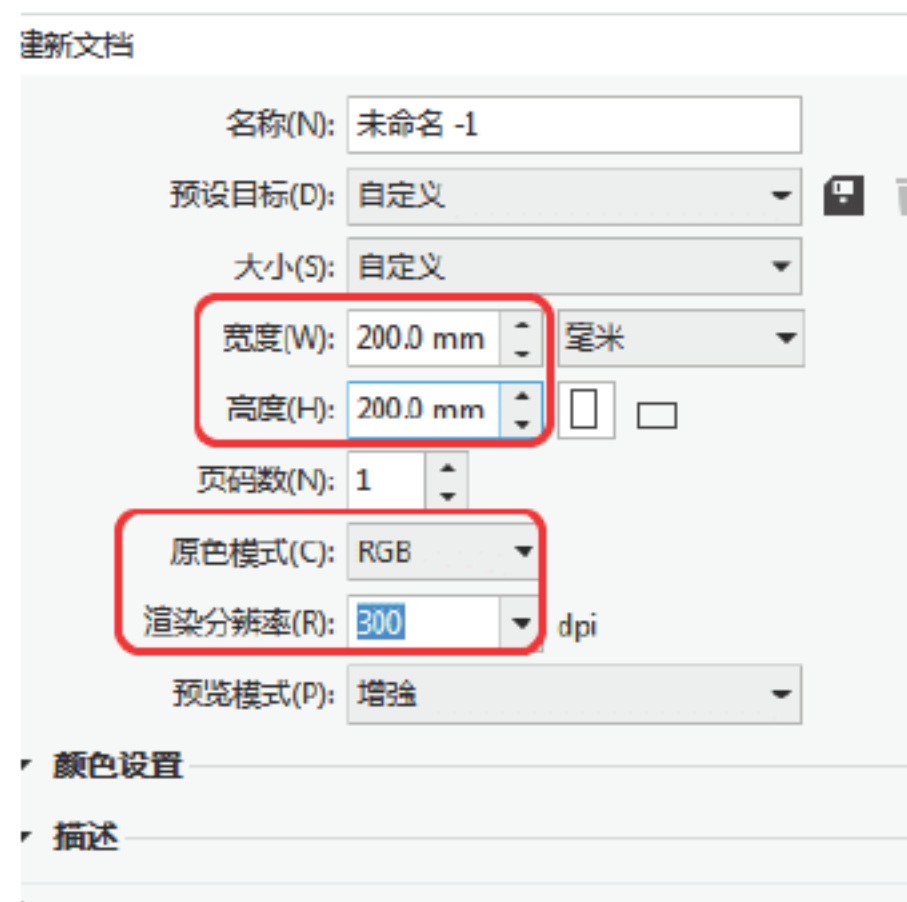 建新文档
名称(N): 未命名 -1
预设目标(D): 自定义
大小(S): 自定义
宽度(W): 200.0 mm 毫米
高度(H): 200.0 mm
页码数(N): 1
原色模式(C): RGB
渲染分辨率(R): 300 dpi
预览模式(P): 增强
颜色设置
描述